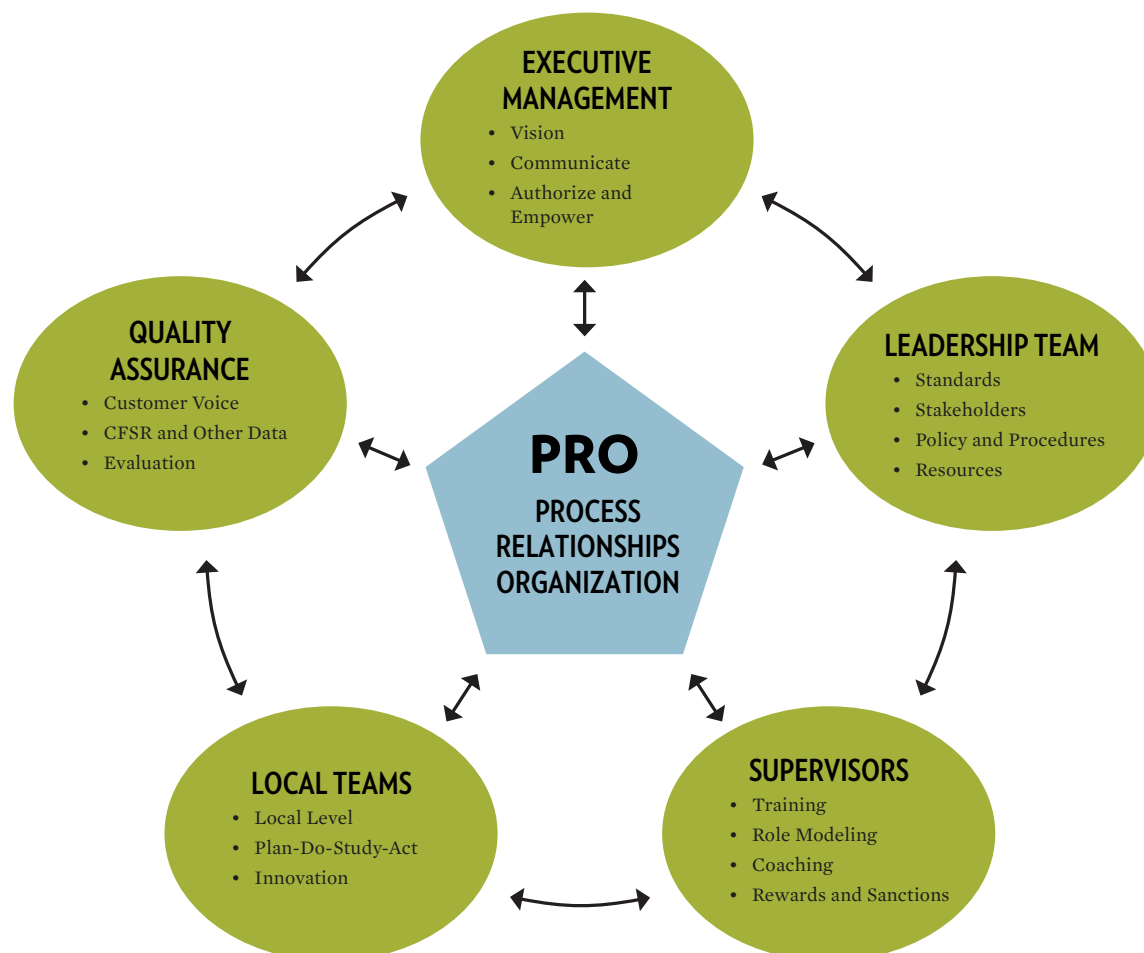 EXECUTIVE
MANAGEMENT
• Vision
• Communicate
• Authorize and
Empower
QUALITY
ASSURANCE
• Customer Voice
• CFSR and Other Data
• Evaluation
LEADERSHIP TEAM
• Standards
• Stakeholders
• Policy and Procedures
• Resources
PRO
PROCESS
RELATIONSHIPS
ORGANIZATION
LOCAL TEAMS
• Local Level
• Plan-Do-Study-Act
• Innovation
SUPERVISORS
• Training
• Role Modeling
• Coaching
• Rewards and Sanctions